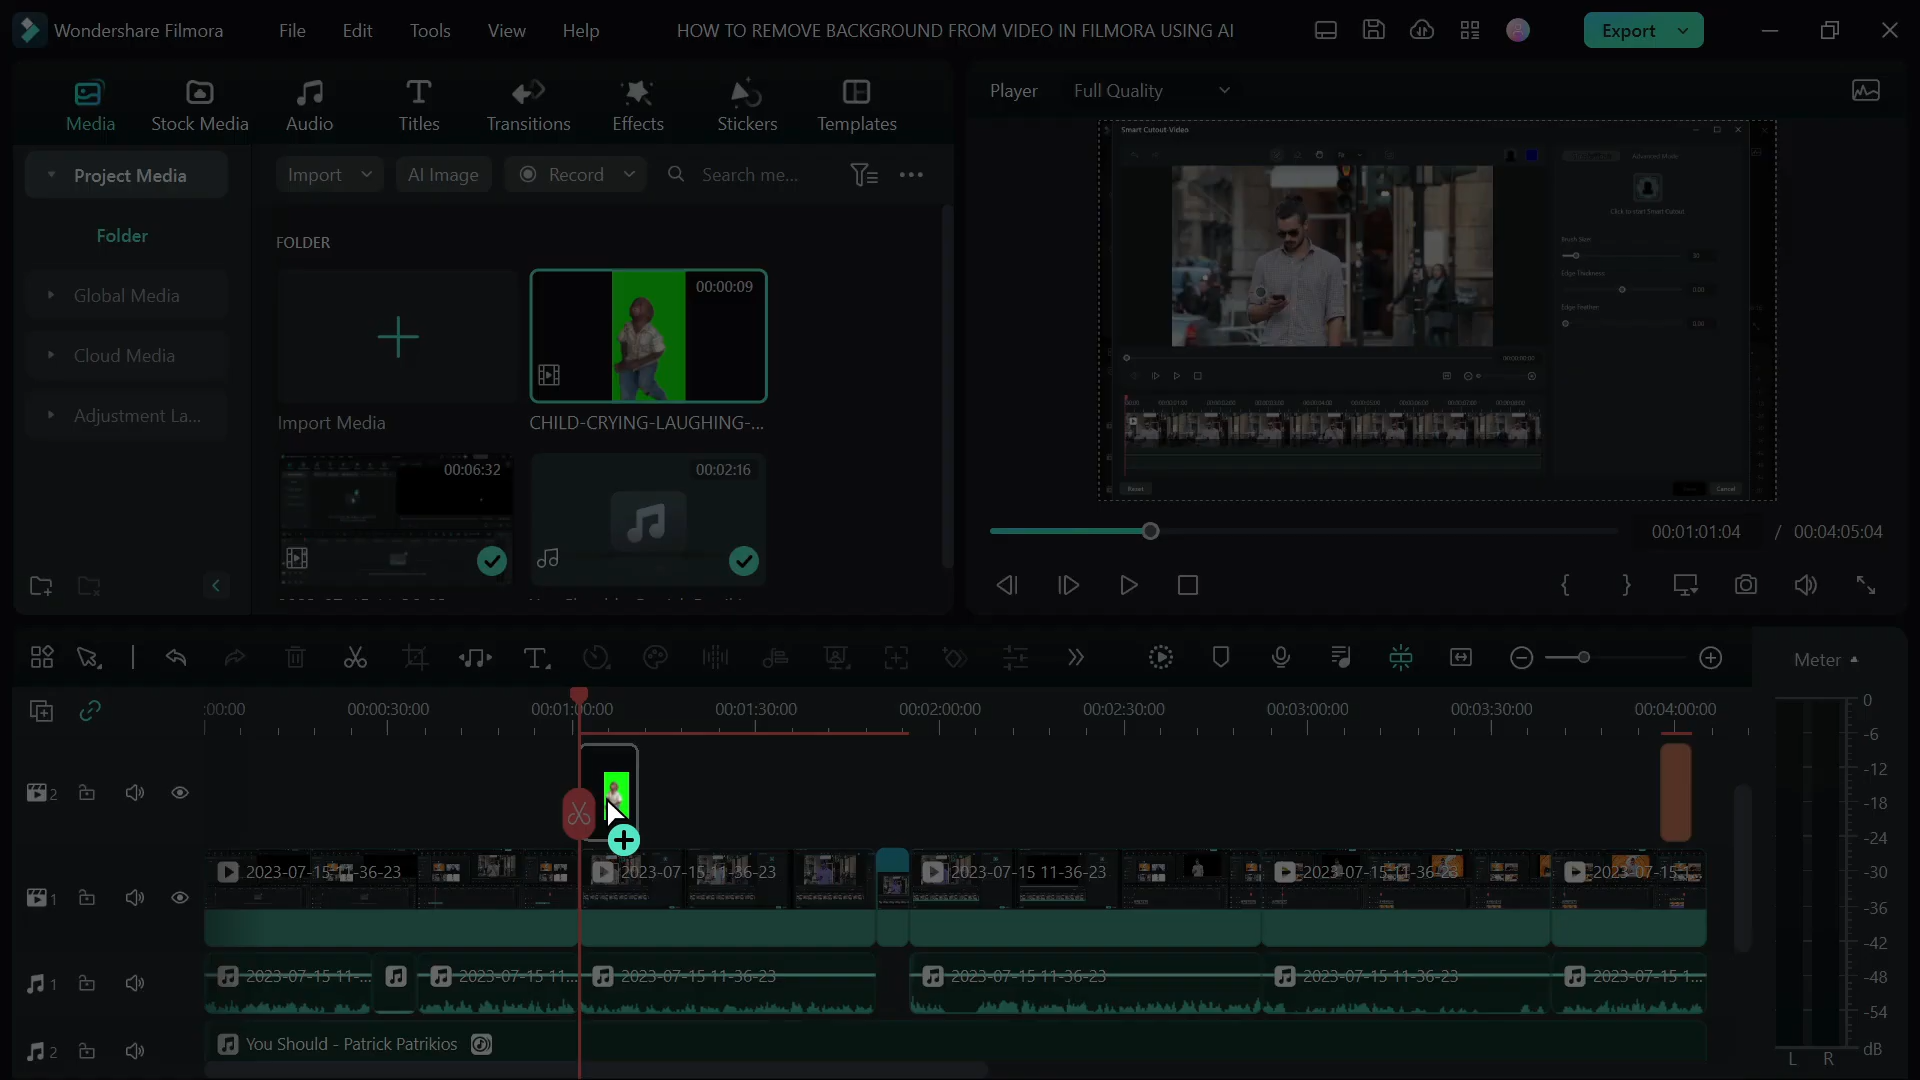 Wondershare Filmora File Edit Tools View Help HOW TO REMOVE BACKGROUND FROM VIDEO IN FILMORA USING AI Export
Media Stock Media Audio Titles Transitions Effects Stickers Templates
Player Full Quality
Project Media
Import AI Image Record Search me...
Folder
Global Media
Cloud Media
Adjustment La...
FOLDER
00:00:09
Import Media
CHILD-CRYING-LAUGHING-...
00:06:32
00:02:16
Smart Cutout Video
Advanced Mode
Click to start Smart Cutout
Brush Size
Edge Thickness
0.00
Edge Feather
0.00
Reset
Cancel
00:01:01:04 / 00:04:05:04
Meter
:00:00 00:00:30:00 00:01:00:00 00:01:30:00 00:02:00:00 00:02:30:00 00:03:00:00 00:03:30:00 00:04:00:00
2
1
2023-07-15 11-36-23
2023-07-15 11-36-23
2023-07-15 11-36-23
2023-07-15 11-36-23
2023-07-15 1...
1
2023-07-15 11-...
2023-07-15 11...
2023-07-15 11-36-23
2023-07-15 11-36-23
2023-07-15 11-36-23
2023-07-15 1...
2
You Should - Patrick Patrikios
0
-6
-12
-18
-24
-30
-36
-42
-48
-54
dB
L R